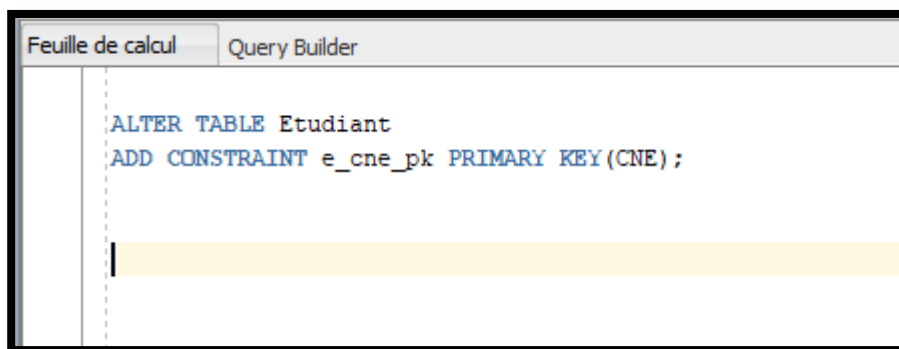 Feuille de calcul Query Builder
ALTER TABLE Etudiant
ADD CONSTRAINT e_cne_pk PRIMARY KEY(CNE);